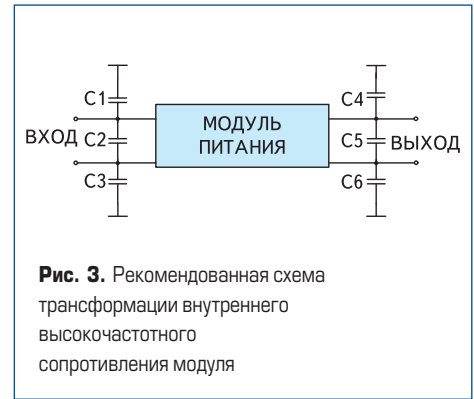 C1
C4
ВХОД C2
МОДУЛЬ
ПИТАНИЯ
C5 ВЫХОД
C3
C6
Рис. 3. Рекомендованная схема
трансформации внутреннего
высокочастотного
сопротивления модуля